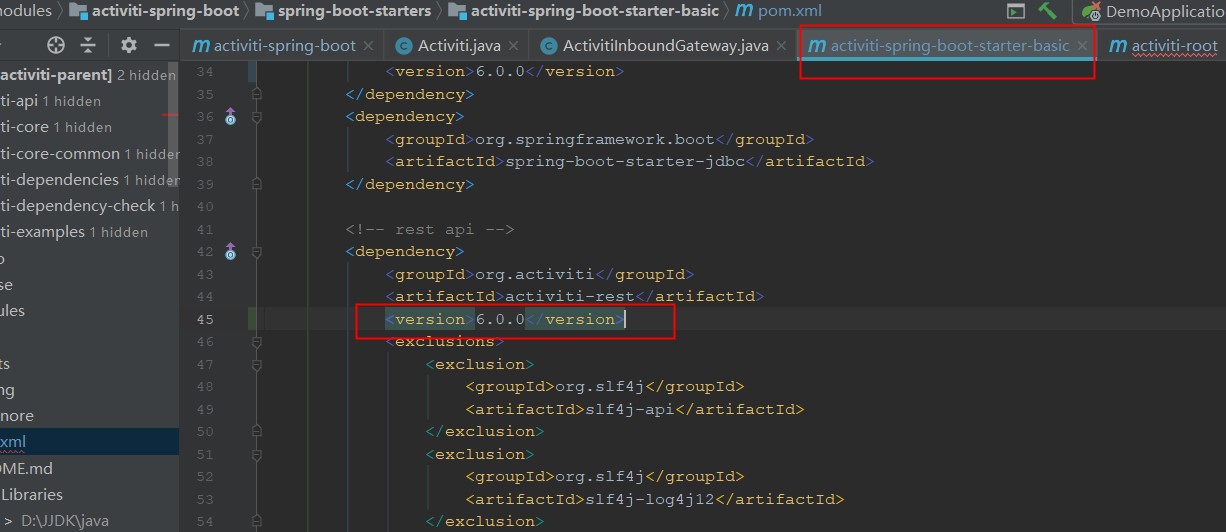 nodules activiti-spring-boot spring-boot-starters activiti-spring-boot-starter-basic pom.xml DemoApplicatio
activiti-spring-boot Activiti.java ActivitiInboundGateway.java activiti-spring-boot-starter-basic activiti-root
activiti-parent] 2 hidden
ti-api 1 hidden
ti-core 1 hidden
ti-core-common 1 hidden
ti-dependencies 1 hidden
ti-dependency-check 1 h
ti-examples 1 hidden
o
se
ules
ts
ng
nore
xml
OME.md
Libraries
> D:\JJDK\java
34 <version>6.0.0</version>
35 </dependency>
36 <dependency>
37 <groupId>org.springframework.boot</groupId>
38 <artifactId>spring-boot-starter-jdbc</artifactId>
39 </dependency>
40
41 <!-- rest api -->
42 <dependency>
43 <groupId>org.activiti</groupId>
44 <artifactId>activiti-rest</artifactId>
45 <version>6.0.0</version>
46 <exclusions>
47 <exclusion>
48 <groupId>org.slf4j</groupId>
49 <artifactId>slf4j-api</artifactId>
50 </exclusion>
51 <exclusion>
52 <groupId>org.slf4j</groupId>
53 <artifactId>slf4j-log4j12</artifactId>
54 </exclusion>